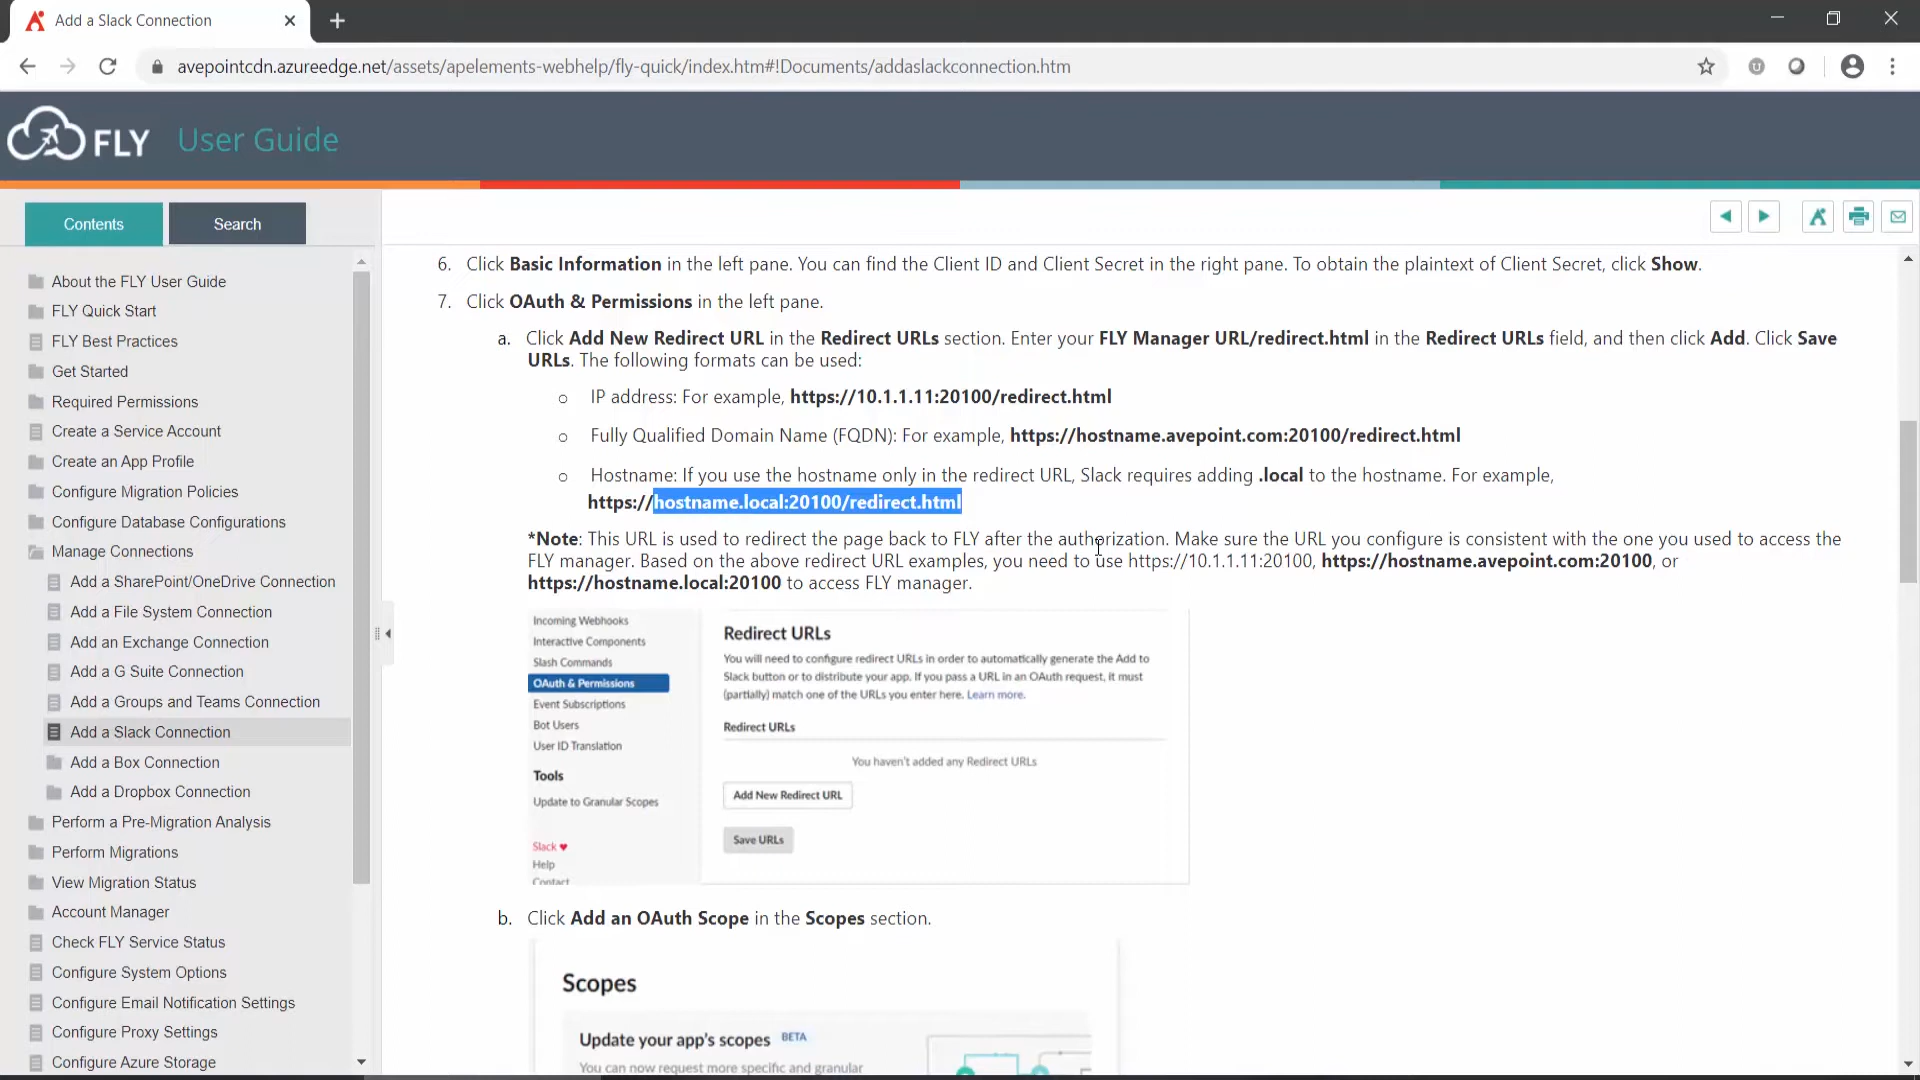 Add a Slack Connection
avepointcdn.azureedge.net/assets/apelements-webhelp/fly-quick/index.htm#!Documents/addaslackconnection.htm
FLY User Guide
Contents
Search
About the FLY User Guide
FLY Quick Start
FLY Best Practices
Get Started
Required Permissions
Create a Service Account
Create an App Profile
Configure Migration Policies
Configure Database Configurations
Manage Connections
Add a SharePoint/OneDrive Connection
Add a File System Connection
Add an Exchange Connection
Add a G Suite Connection
Add a Groups and Teams Connection
Add a Slack Connection
Add a Box Connection
Add a Dropbox Connection
Perform a Pre-Migration Analysis
Perform Migrations
View Migration Status
Account Manager
Check FLY Service Status
Configure System Options
Configure Email Notification Settings
Configure Proxy Settings
Configure Azure Storage
6. Click Basic Information in the left pane. You can find the Client ID and Client Secret in the right pane. To obtain the plaintext of Client Secret, click Show.
7. Click OAuth & Permissions in the left pane.
a. Click Add New Redirect URL in the Redirect URLs section. Enter your FLY Manager URL/redirect.html in the Redirect URLs field, and then click Add. Click Save
URLs. The following formats can be used:
o IP address: For example, https://10.1.1.11:20100/redirect.html
o Fully Qualified Domain Name (FQDN): For example, https://hostname.avepoint.com:20100/redirect.html
o Hostname: If you use the hostname only in the redirect URL, Slack requires adding .local to the hostname. For example,
https://hostname.local:20100/redirect.html
*Note: This URL is used to redirect the page back to FLY after the authorization. Make sure the URL you configure is consistent with the one you used to access the
FLY manager. Based on the above redirect URL examples, you need to use https://10.1.1.11:20100, https://hostname.avepoint.com:20100, or
https://hostname.local:20100 to access FLY manager.
Incoming Webhooks
Interactive Components
Slash Commands
OAuth & Permissions
Event Subscriptions
Bot Users
User ID Translation
Tools
Update to Granular Scopes
Slack ♥
Help
Contact
Redirect URLs
You will need to configure redirect URLs in order to automatically generate the Add to
Slack button or to distribute your app. If you pass a URL in an OAuth request, it must
(partially) match one of the URLs you enter here. Learn more.
Redirect URLs
You haven't added any Redirect URLs
Add New Redirect URL
Save URLs
b. Click Add an OAuth Scope in the Scopes section.
Scopes
Update your app's scopes BETA
You can now request more specific and granular